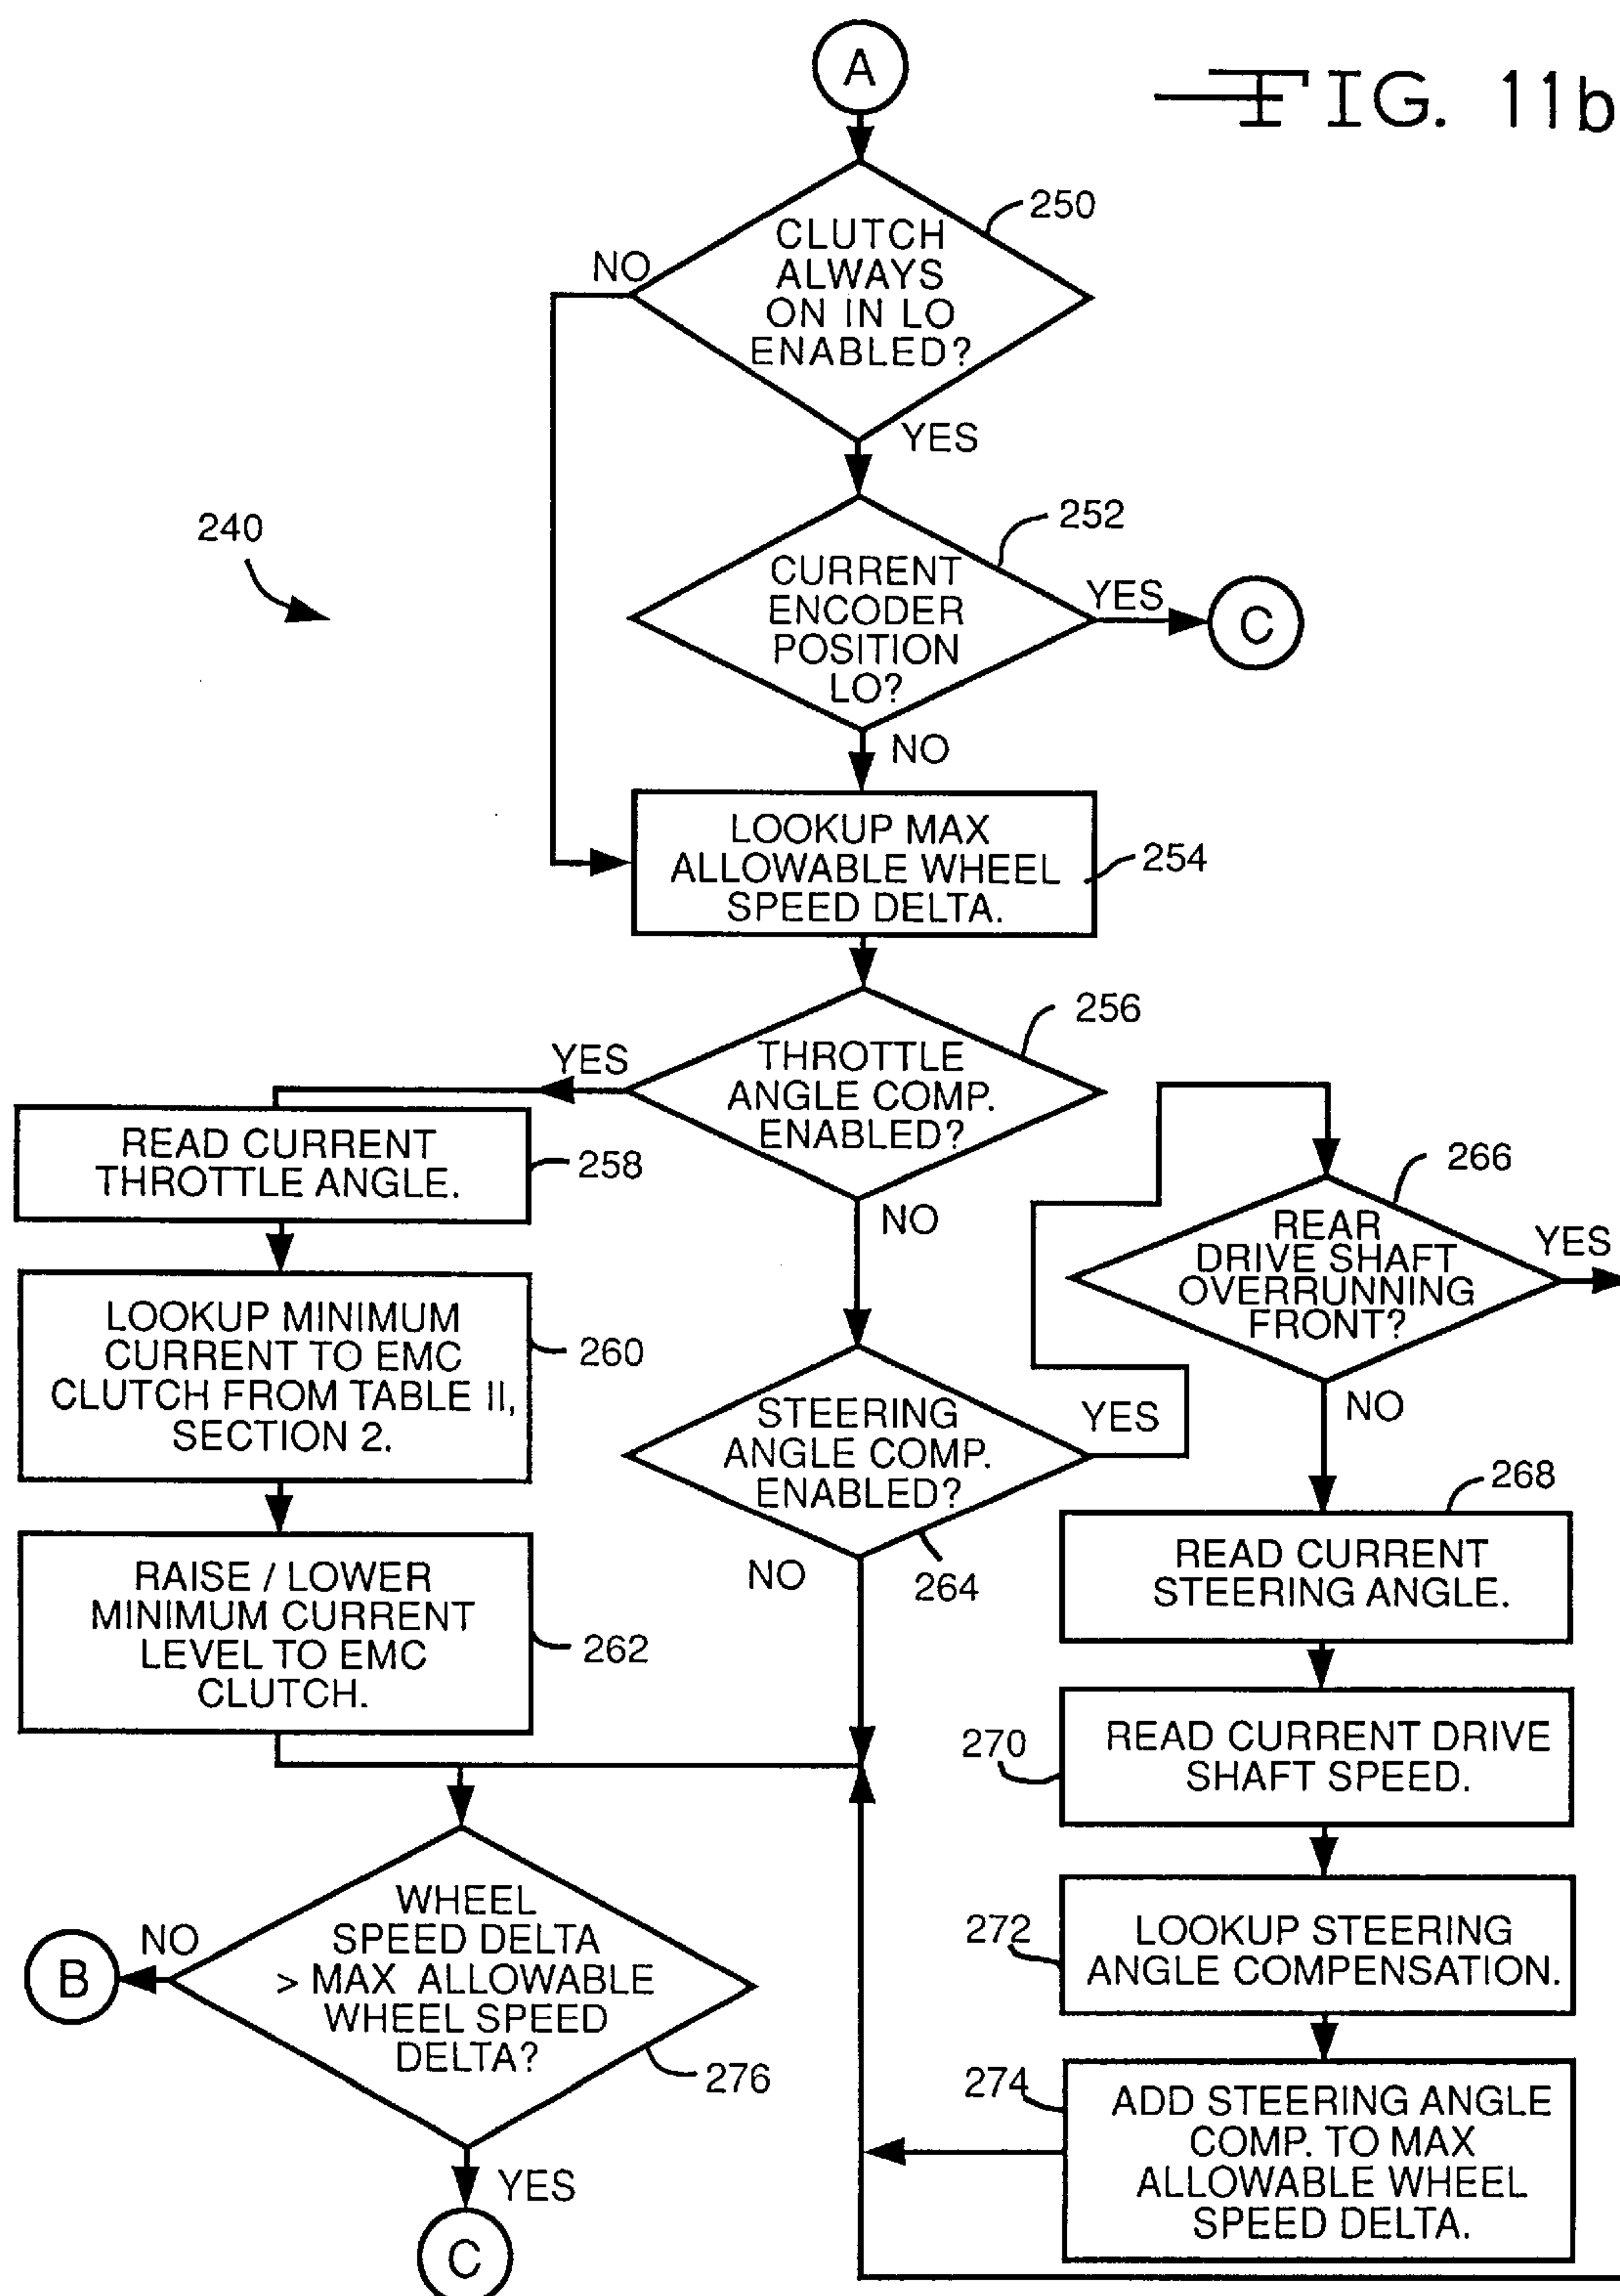 A
FIG. 11b
250
CLUTCH
ALWAYS
ON IN LO
ENABLED?
NO
YES
240
252
CURRENT
ENCODER
POSITION
LO?
YES
C
NO
LOOKUP MAX
ALLOWABLE WHEEL
SPEED DELTA.
254
256
THROTTLE
ANGLE COMP.
ENABLED?
YES
NO
READ CURRENT
THROTTLE ANGLE.
258
LOOKUP MINIMUM
CURRENT TO EMC
CLUTCH FROM TABLE II,
SECTION 2.
260
RAISE / LOWER
MINIMUM CURRENT
LEVEL TO EMC
CLUTCH.
262
STEERING
ANGLE COMP.
ENABLED?
YES
NO
264
266
REAR
DRIVE SHAFT
OVERRUNNING
FRONT?
YES
NO
268
READ CURRENT
STEERING ANGLE.
270
READ CURRENT DRIVE
SHAFT SPEED.
272
LOOKUP STEERING
ANGLE COMPENSATION.
274
ADD STEERING ANGLE
COMP. TO MAX
ALLOWABLE WHEEL
SPEED DELTA.
WHEEL
SPEED DELTA
> MAX ALLOWABLE
WHEEL SPEED
DELTA?
276
NO
B
YES
C